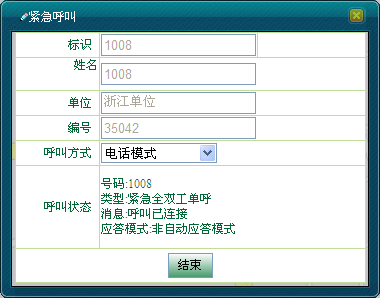 紧急呼叫
标识 1008
姓名 1008
单位 浙江单位
编号 35042
呼叫方式 电话模式
呼叫状态
号码:1008
类型:紧急全双工单呼
消息:呼叫已连接
应答模式:非自动应答模式
结束